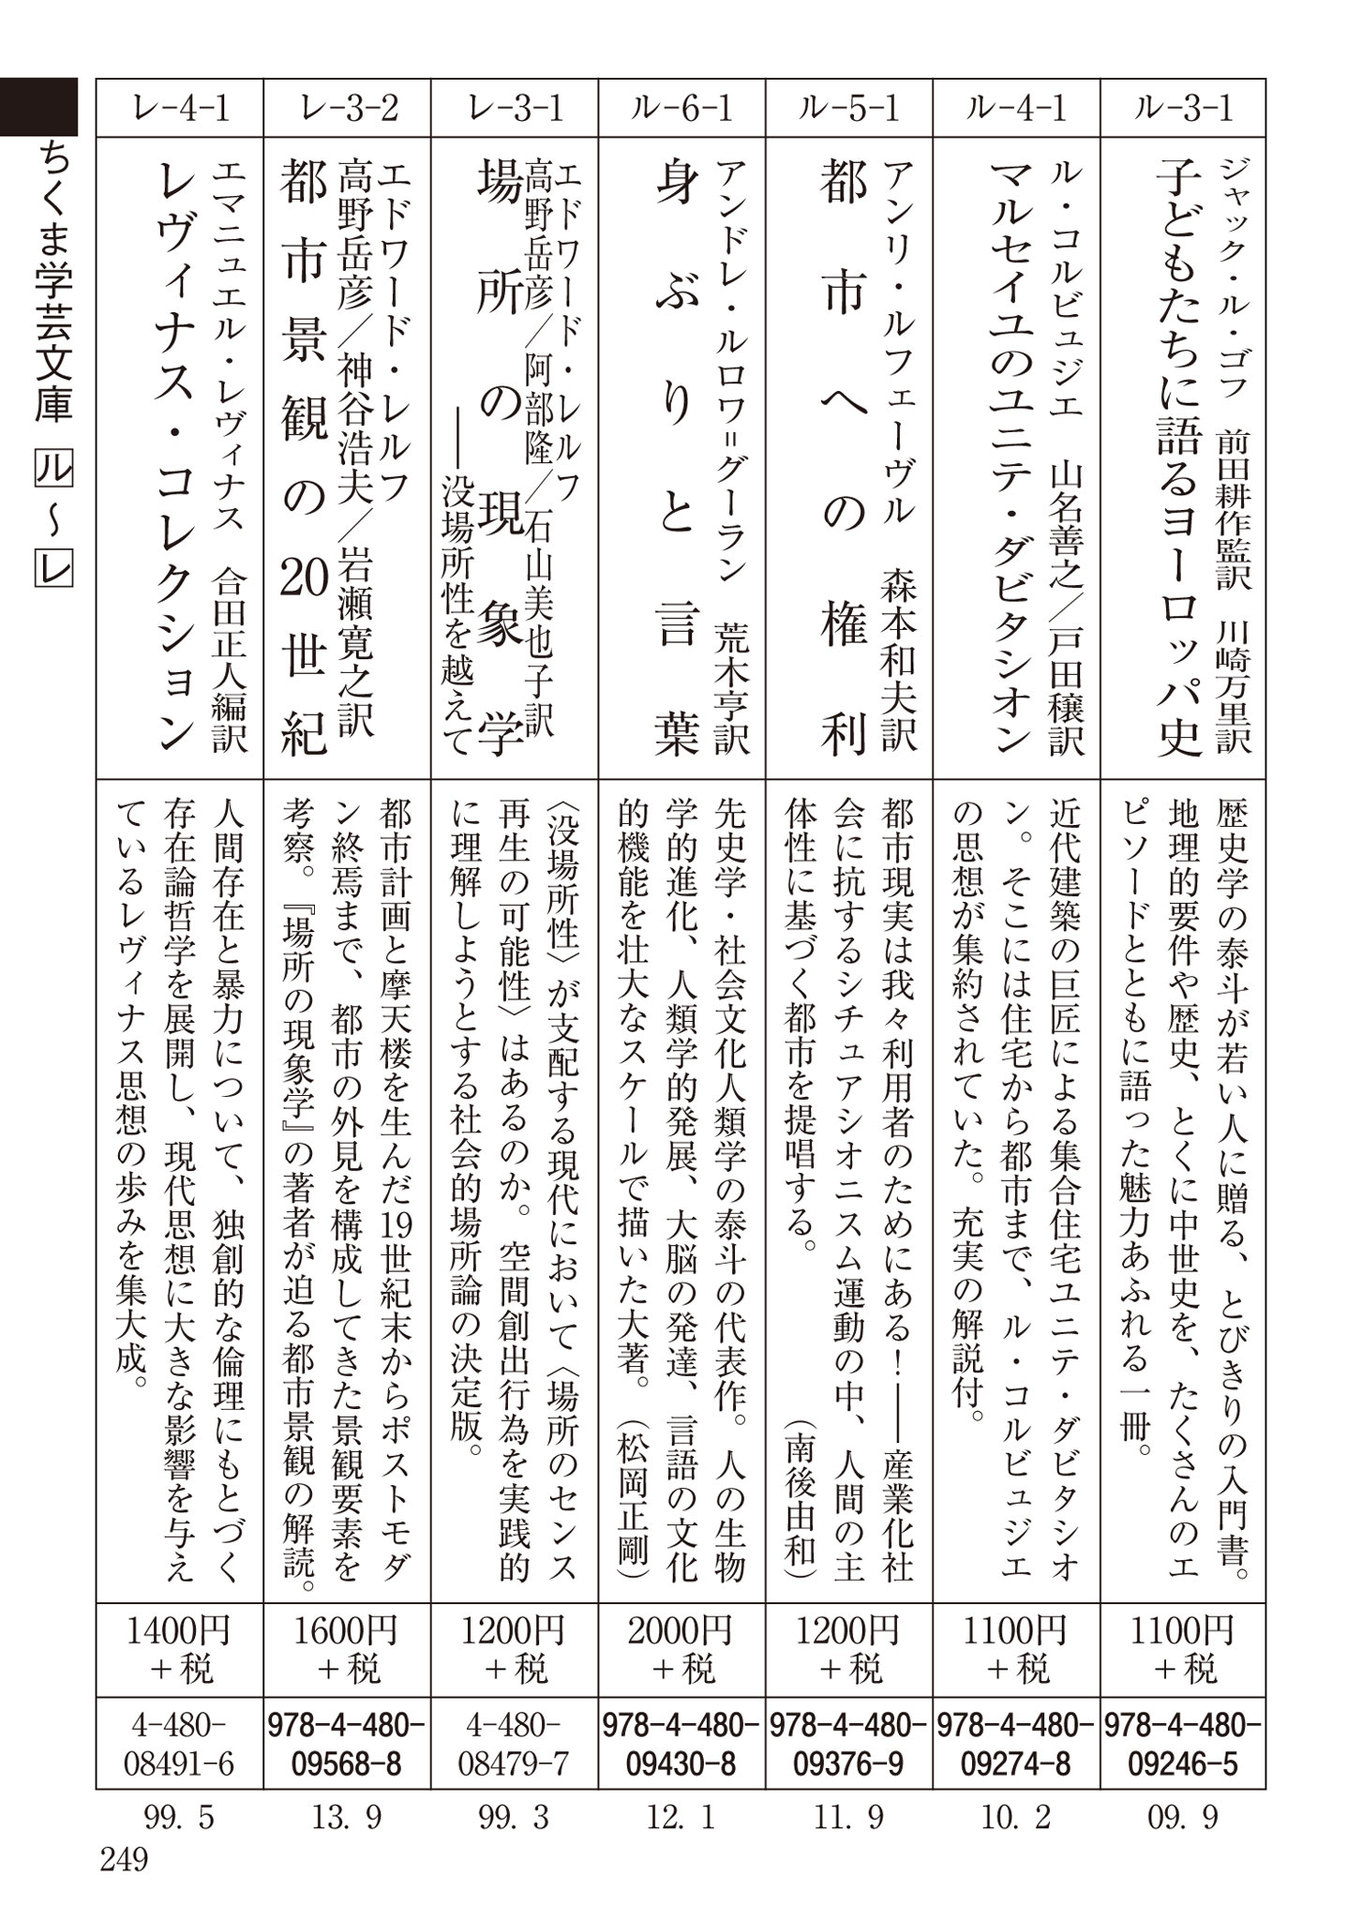 ちくま学芸文庫 ル〜レ
ル-3-1
ジャック・ル・ゴフ 前田耕作監訳 川崎万里訳
子どもたちに語るヨーロッパ史
歴史学の泰斗が若い人に贈る、とびきりの入門書。
地理的要件や歴史、とくに中世史を、たくさんのエ
ピソードとともに語った魅力あふれる一冊。
1100円
＋税
978-4-480-
09246-5
09. 9
ル-4-1
ル・コルビュジエ 山名善之／戸田穣訳
マルセイユのユニテ・ダビタシオン
近代建築の巨匠による集合住宅ユニテ・ダビタシオ
ン。そこには住宅から都市まで、ル・コルビュジエ
の思想が集約されていた。充実の解説付。
1100円
＋税
978-4-480-
09274-8
10. 2
ル-5-1
アンリ・ルフェーヴル 森本和夫訳
都市への権利
都市現実は我々利用者のためにある！――産業化社
会に抗するシチュアシオニスム運動の中、人間の主
体性に基づく都市を提唱する。（南後由和）
1200円
＋税
978-4-480-
09376-9
11. 9
ル-6-1
アンドレ・ルロワ＝グーラン 荒木亨訳
身ぶりと言葉
先史学・社会文化人類学の泰斗の代表作。人の生物
学的進化、人類学的発展、大脳の発達、言語の文化
的機能を壮大なスケールで描いた大著。（松岡正剛）
2000円
＋税
978-4-480-
09430-8
12. 1
レ-3-1
エドワード・レルフ
高野岳彦／阿部隆／石山美也子訳
場所の現象学
――没場所性を越えて
〈没場所性〉が支配する現代において〈場所のセンス
再生の可能性〉はあるのか。空間創出行為を実践的
に理解しようとする社会的場所論の決定版。
1200円
＋税
4-480-
08479-7
99. 3
レ-3-2
エドワード・レルフ
高野岳彦／神谷浩夫／岩瀬寛之訳
都市景観の20世紀
都市計画と摩天楼を生んだ19世紀末からポストモダ
ン終焉まで、都市の外見を構成してきた景観要素を
考察。『場所の現象学』の著者が迫る都市景観の解読。
1600円
＋税
978-4-480-
09568-8
13. 9
レ-4-1
エマニュエル・レヴィナス 合田正人編訳
レヴィナス・コレクション
人間存在と暴力について、独創的な倫理にもとづく
存在論哲学を展開し、現代思想に大きな影響を与え
ているレヴィナス思想の歩みを集大成。
1400円
＋税
4-480-
08491-6
99. 5
249